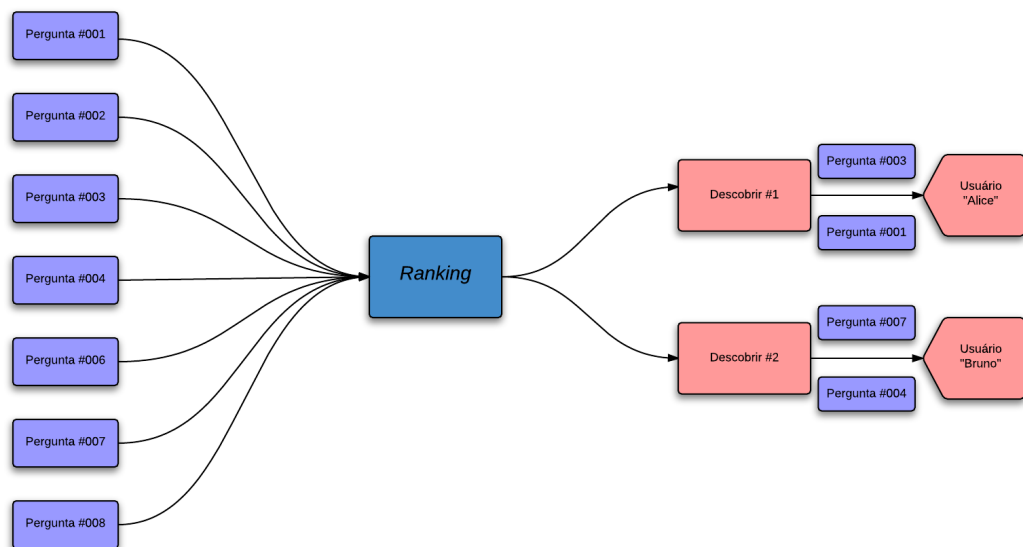 Pergunta #001
Pergunta #002
Pergunta #003
Pergunta #004
Pergunta #006
Pergunta #007
Pergunta #008
Ranking
Descobrir #1
Pergunta #003
Pergunta #001
Usuário
"Alice"
Descobrir #2
Pergunta #007
Pergunta #004
Usuário
"Bruno"